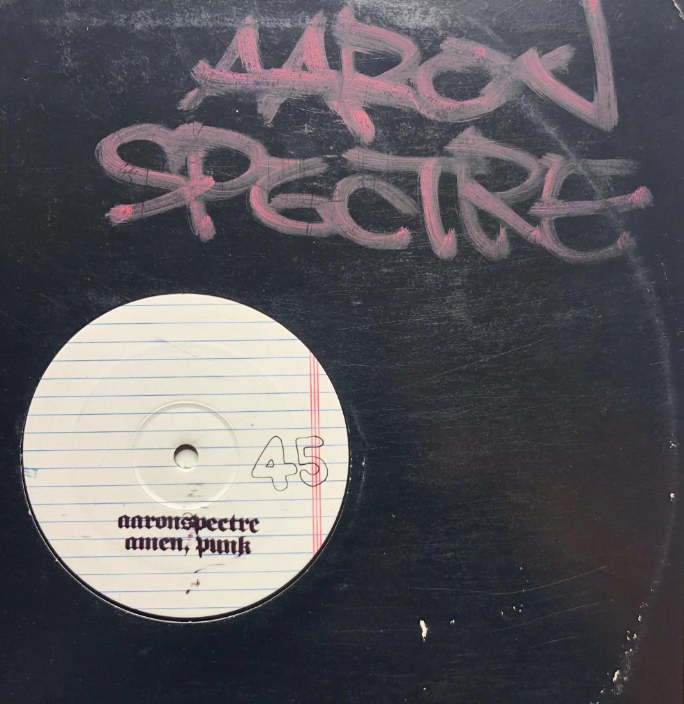 AARON
SPECTRE
45
aaronspectre
amen, punk